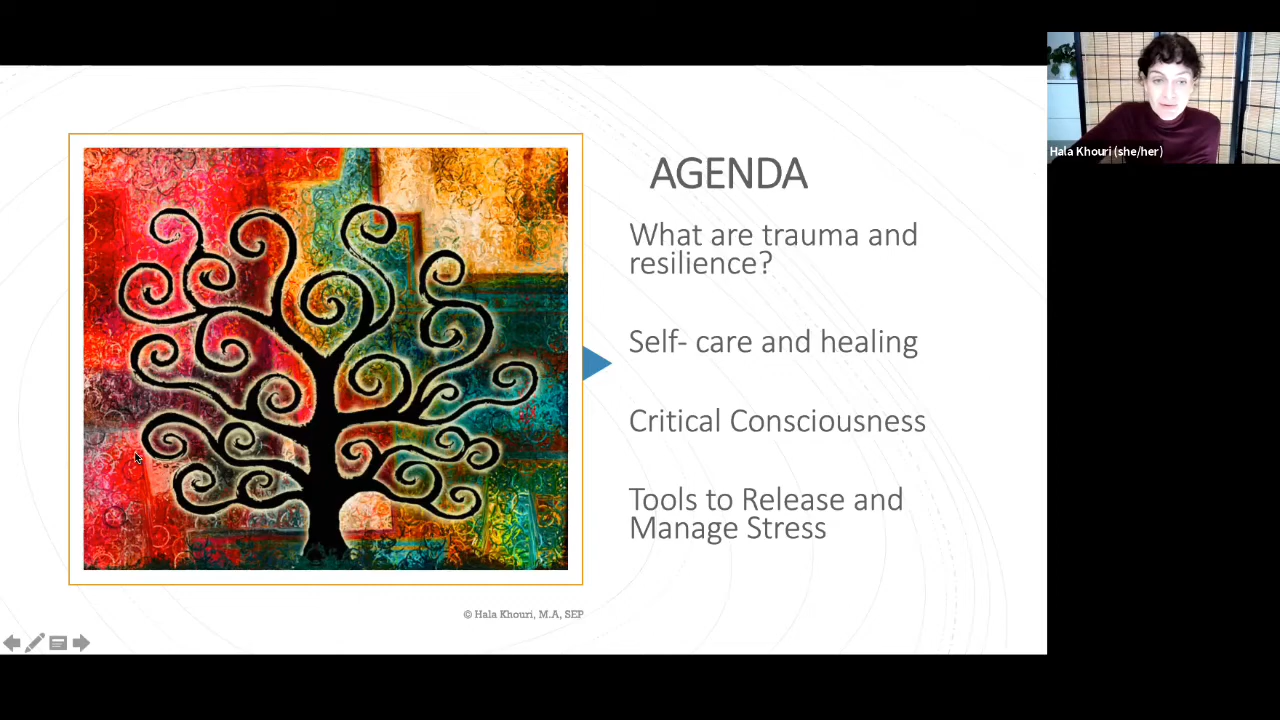 AGENDA
What are trauma and
resilience?
Self- care and healing
Critical Consciousness
Tools to Release and
Manage Stress
© Hala Khouri, M.A, SEP
Hala Khouri (she/her)